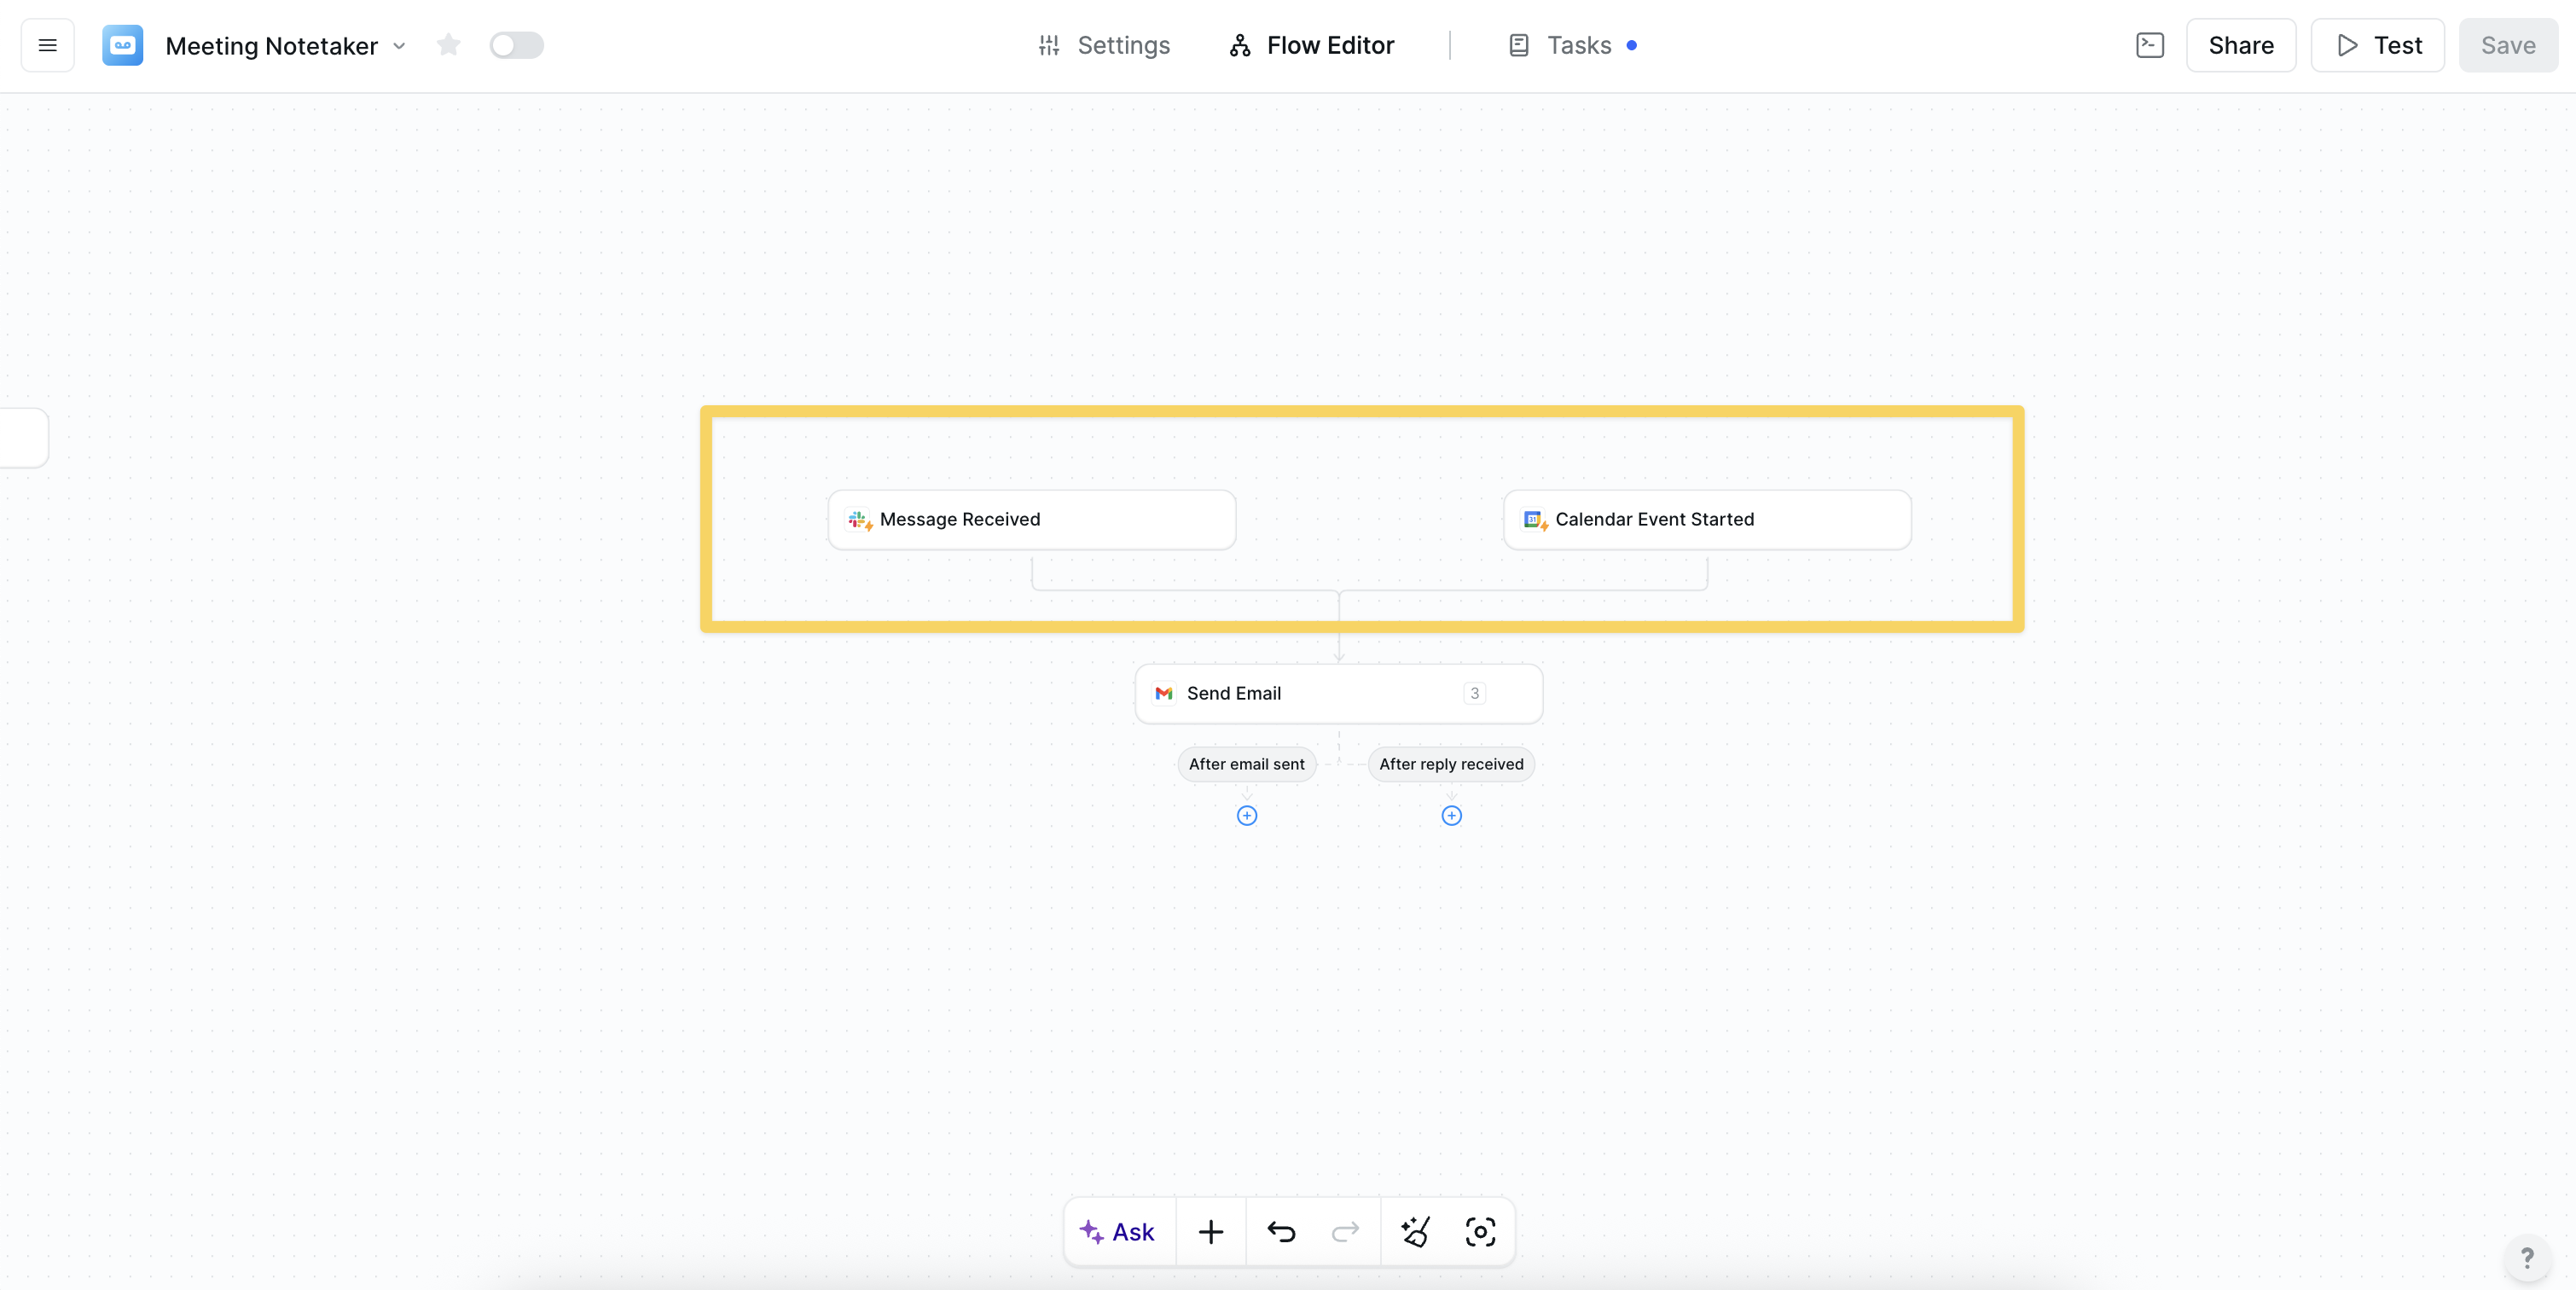 Meeting Notetaker
Settings
Flow Editor
Tasks
Share
Test
Save
Message Received
31
Calendar Event Started
Send Email
3
After email sent
After reply received
Ask
?